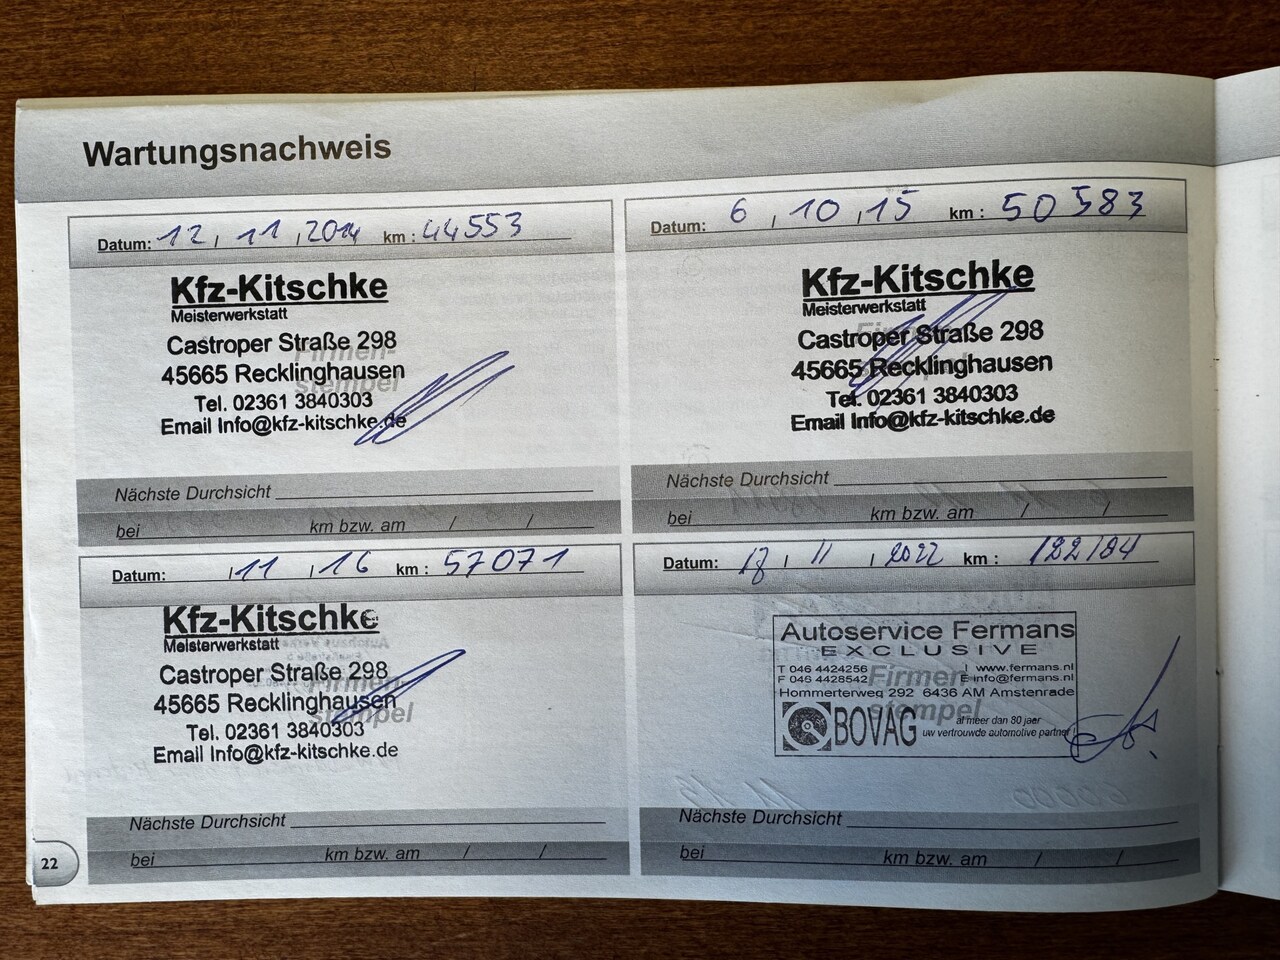 Wartungsnachweis
Datum: 12, 11, 2014 km : 44553
Kfz-Kitschke
Meisterwerkstatt
Castroper Straße 298
45665 Recklinghausen
Tel. 02361 3840303
Email Info@kfz-kitschke.de
Firmen-
stempel
Nächste Durchsicht
bei km bzw. am / /
Datum: 6, 10, 15 km : 50583
Kfz-Kitschke
Meisterwerkstatt
Castroper Straße 298
45665 Recklinghausen
Tel. 02361 3840303
Email Info@kfz-kitschke.de
Nächste Durchsicht
bei km bzw. am / /
Datum: , 11, 16 km : 57071
Kfz-Kitschke
Meisterwerkstatt
Castroper Straße 298
45665 Recklinghausen
Tel. 02361 3840303
Email Info@kfz-kitschke.de
Firmen-
stempel
Nächste Durchsicht
bei km bzw. am / /
Datum: 11 , 2022 km :
Autoservice Fermans
EXCLUSIVE
T 046 4424256 I www.fermans.nl
F 046 4428542 E info@fermans.nl
Hommerterweg 292 6436 AM Amstenrade
BOVAG al meer dan 80 jaar
uw vertrouwde automotive partner!
Firmen-
stempel
Nächste Durchsicht
bei km bzw. am / /
22